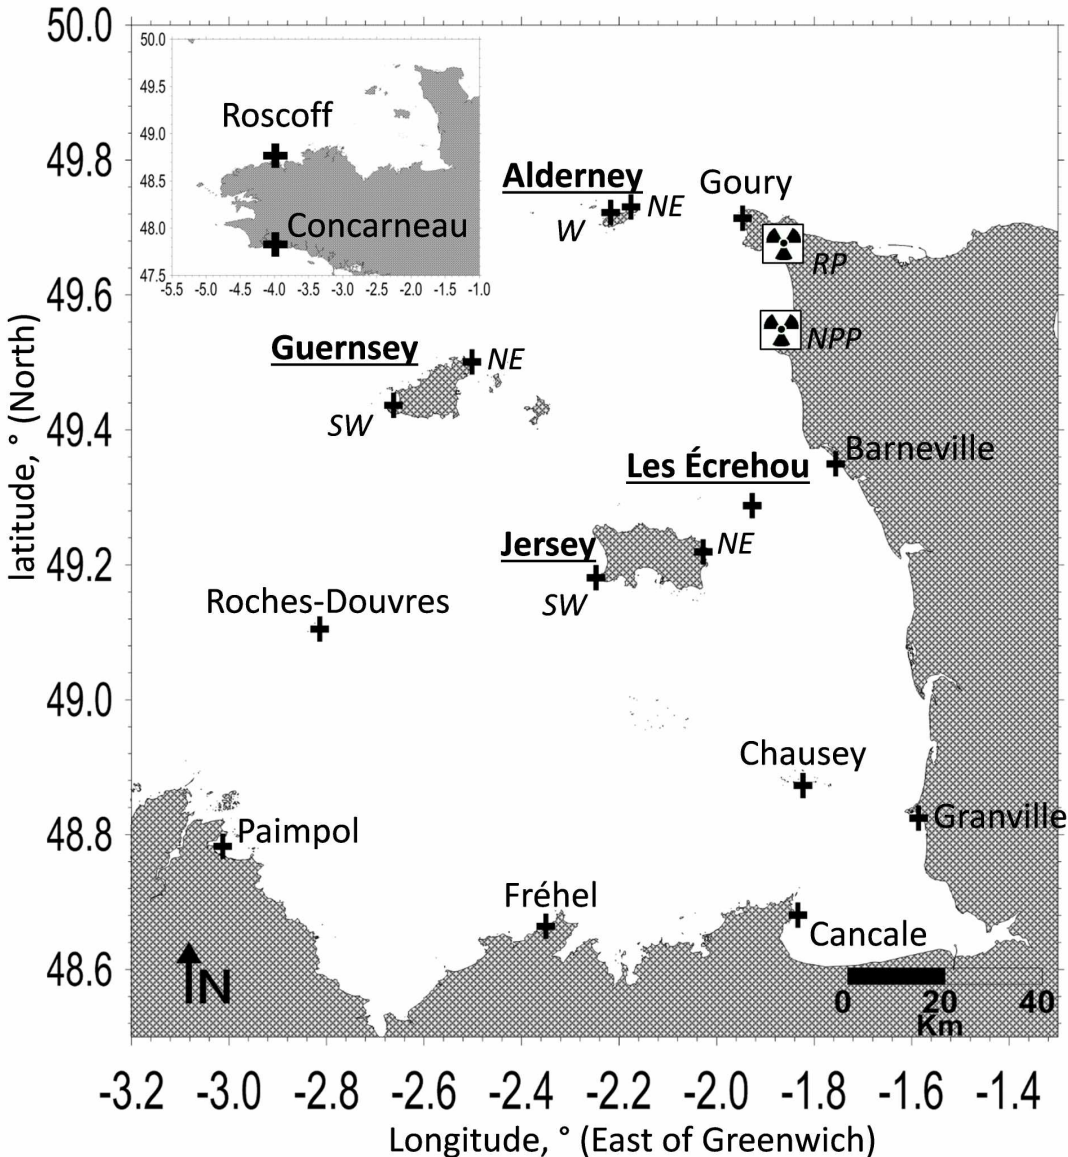 50.0
49.8
49.6
49.4
49.2
49.0
48.8
48.6
latitude, ° (North)
50.0
49.5
49.0
48.5
48.0
47.5
-5.5 -5.0 -4.5 -4.0 -3.5 -3.0 -2.5 -2.0 -1.5 -1.0
Roscoff
Concarneau
Alderney
NE
W
Goury
RP
NPP
Guernsey
NE
SW
Barneville
Les Écrehou
Jersey
NE
SW
Roches-Douvres
Chausey
Granville
Paimpol
Fréhel
Cancale
N
0 20 40
Km
-3.2 -3.0 -2.8 -2.6 -2.4 -2.2 -2.0 -1.8 -1.6 -1.4
Longitude, ° (East of Greenwich)